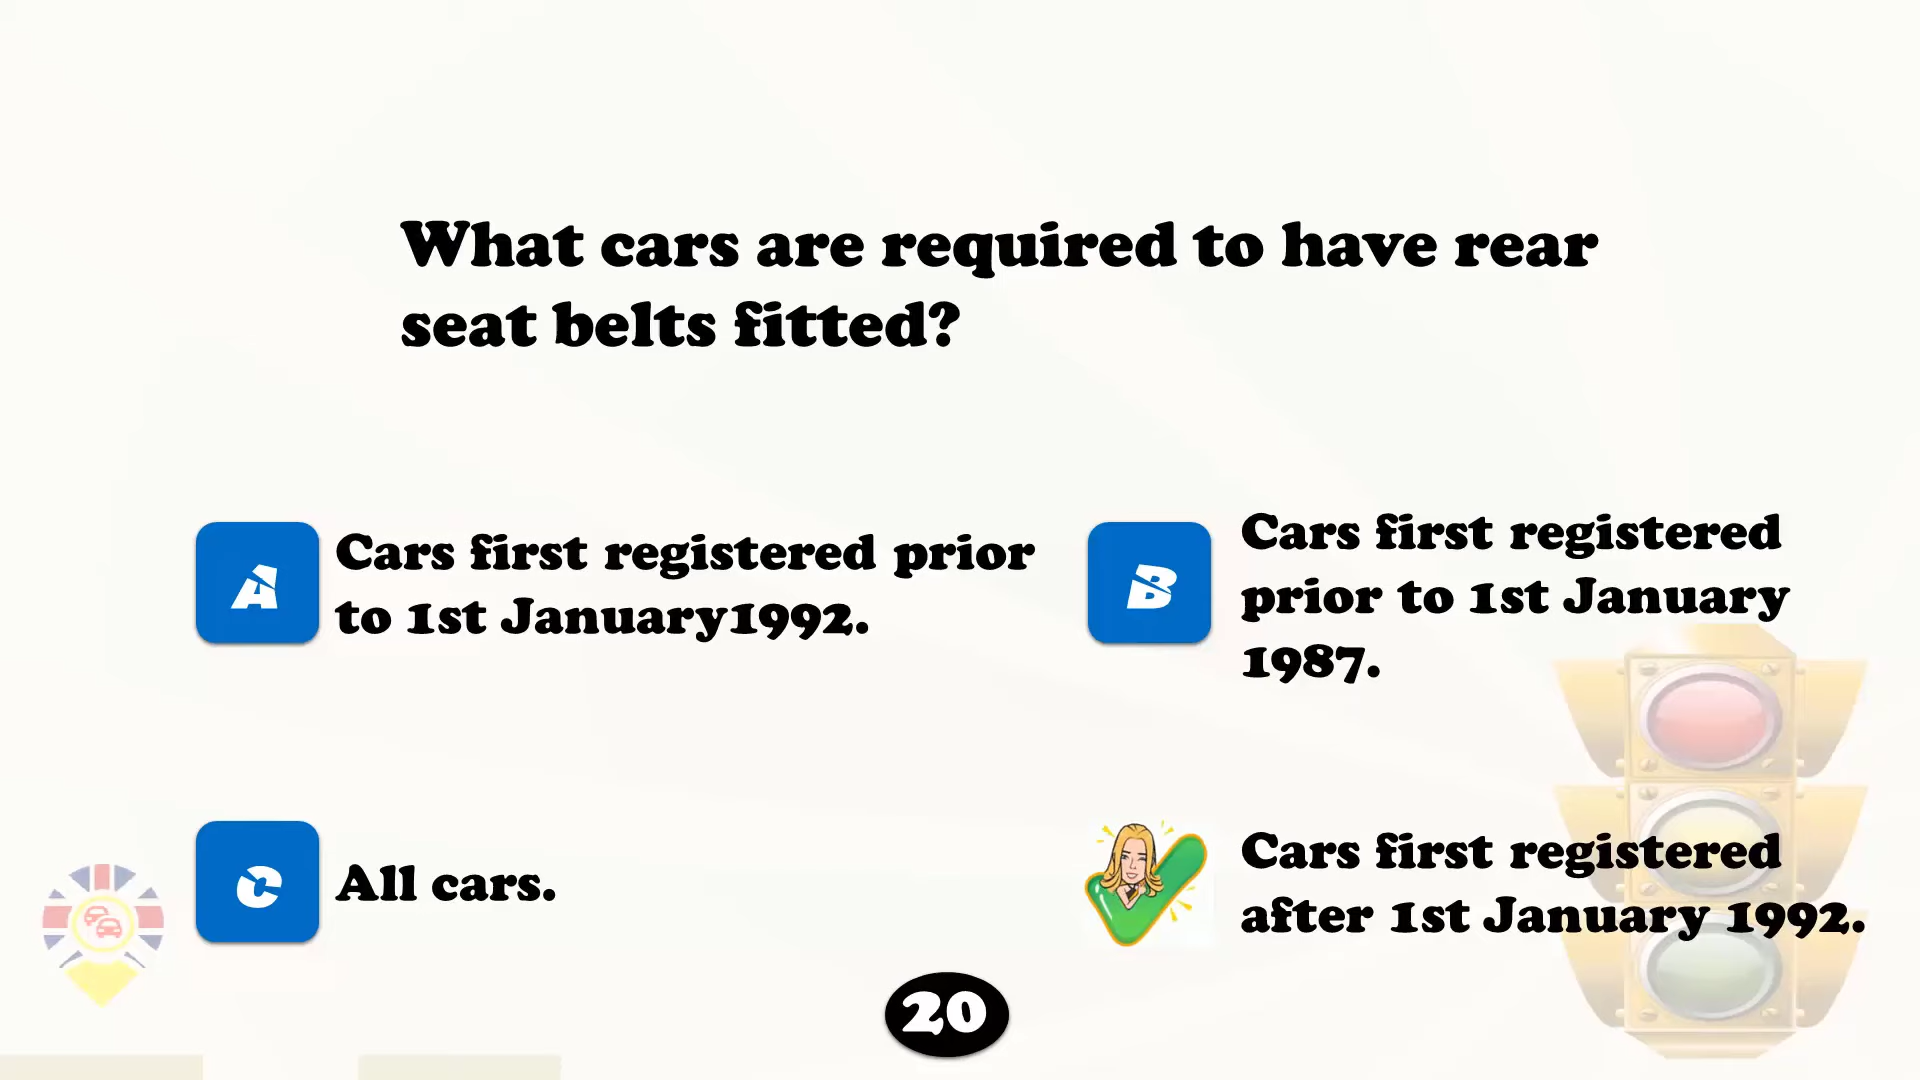 What cars are required to have rear
seat belts fitted?
A
Cars first registered prior
to 1st January1992.
B
Cars first registered
prior to 1st January
1987.
C
All cars.
Cars first registered
after 1st January 1992.
20